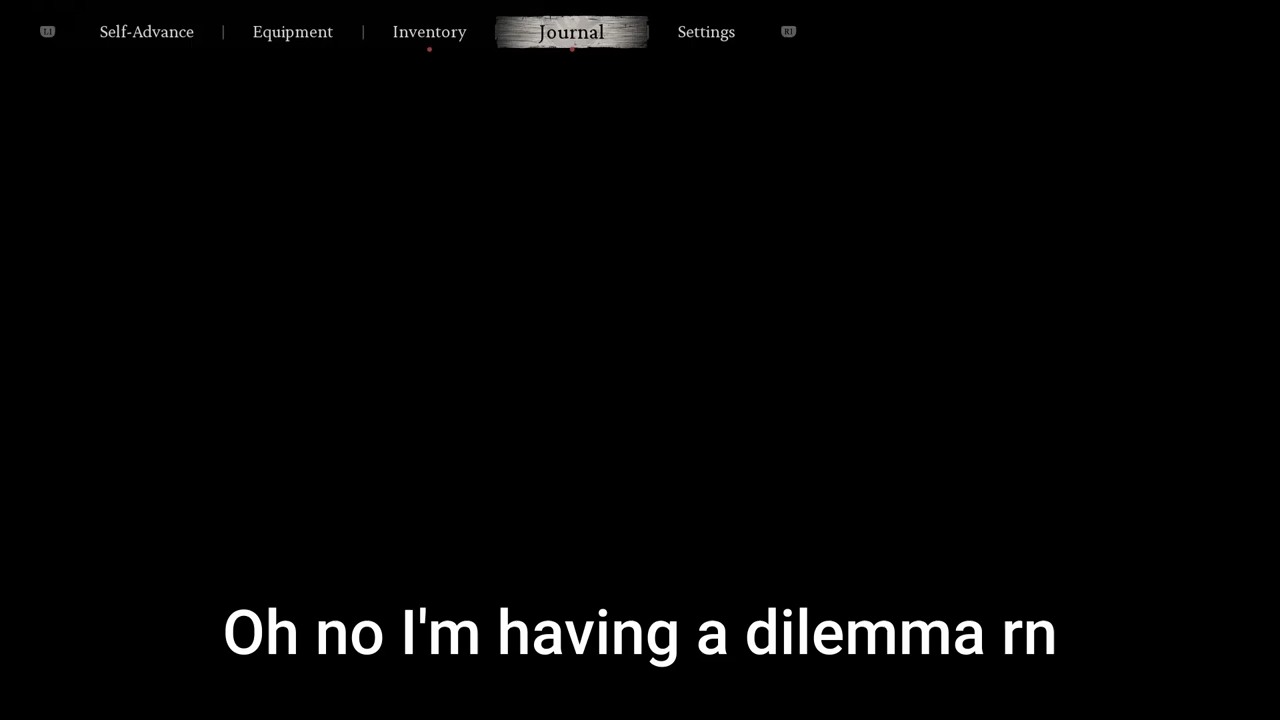 Self-Advance | Equipment | Inventory Journal Settings
Oh no I'm having a dilemma rn